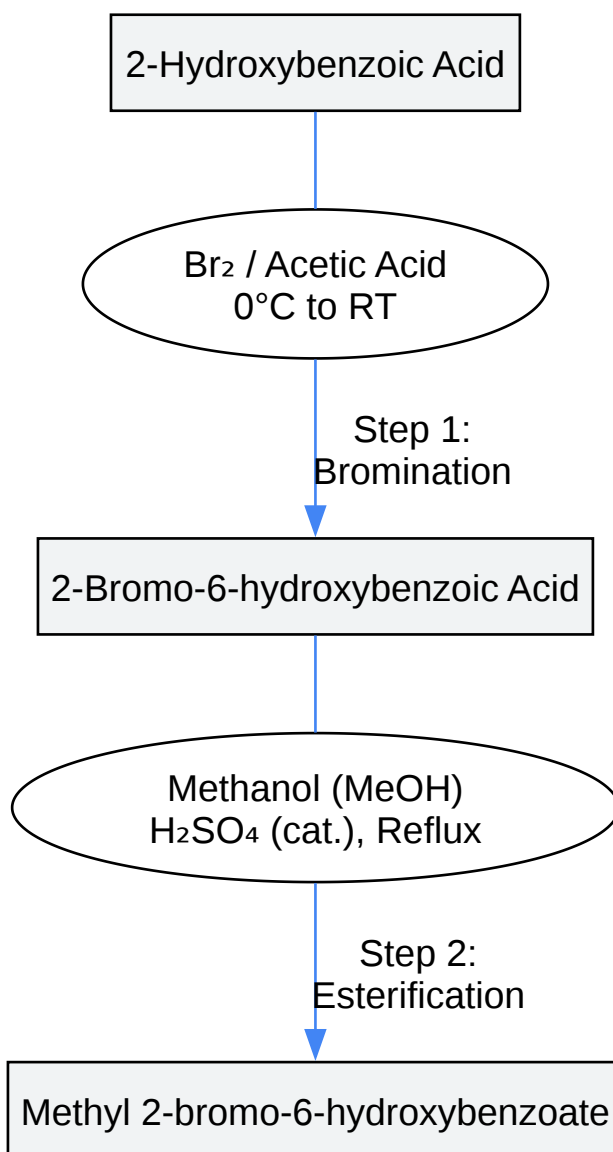 2-Hydroxybenzoic Acid
Br₂ / Acetic Acid
0°C to RT
Step 1:
Bromination
2-Bromo-6-hydroxybenzoic Acid
Methanol (MeOH)
H₂SO₄ (cat.), Reflux
Step 2:
Esterification
Methyl 2-bromo-6-hydroxybenzoate